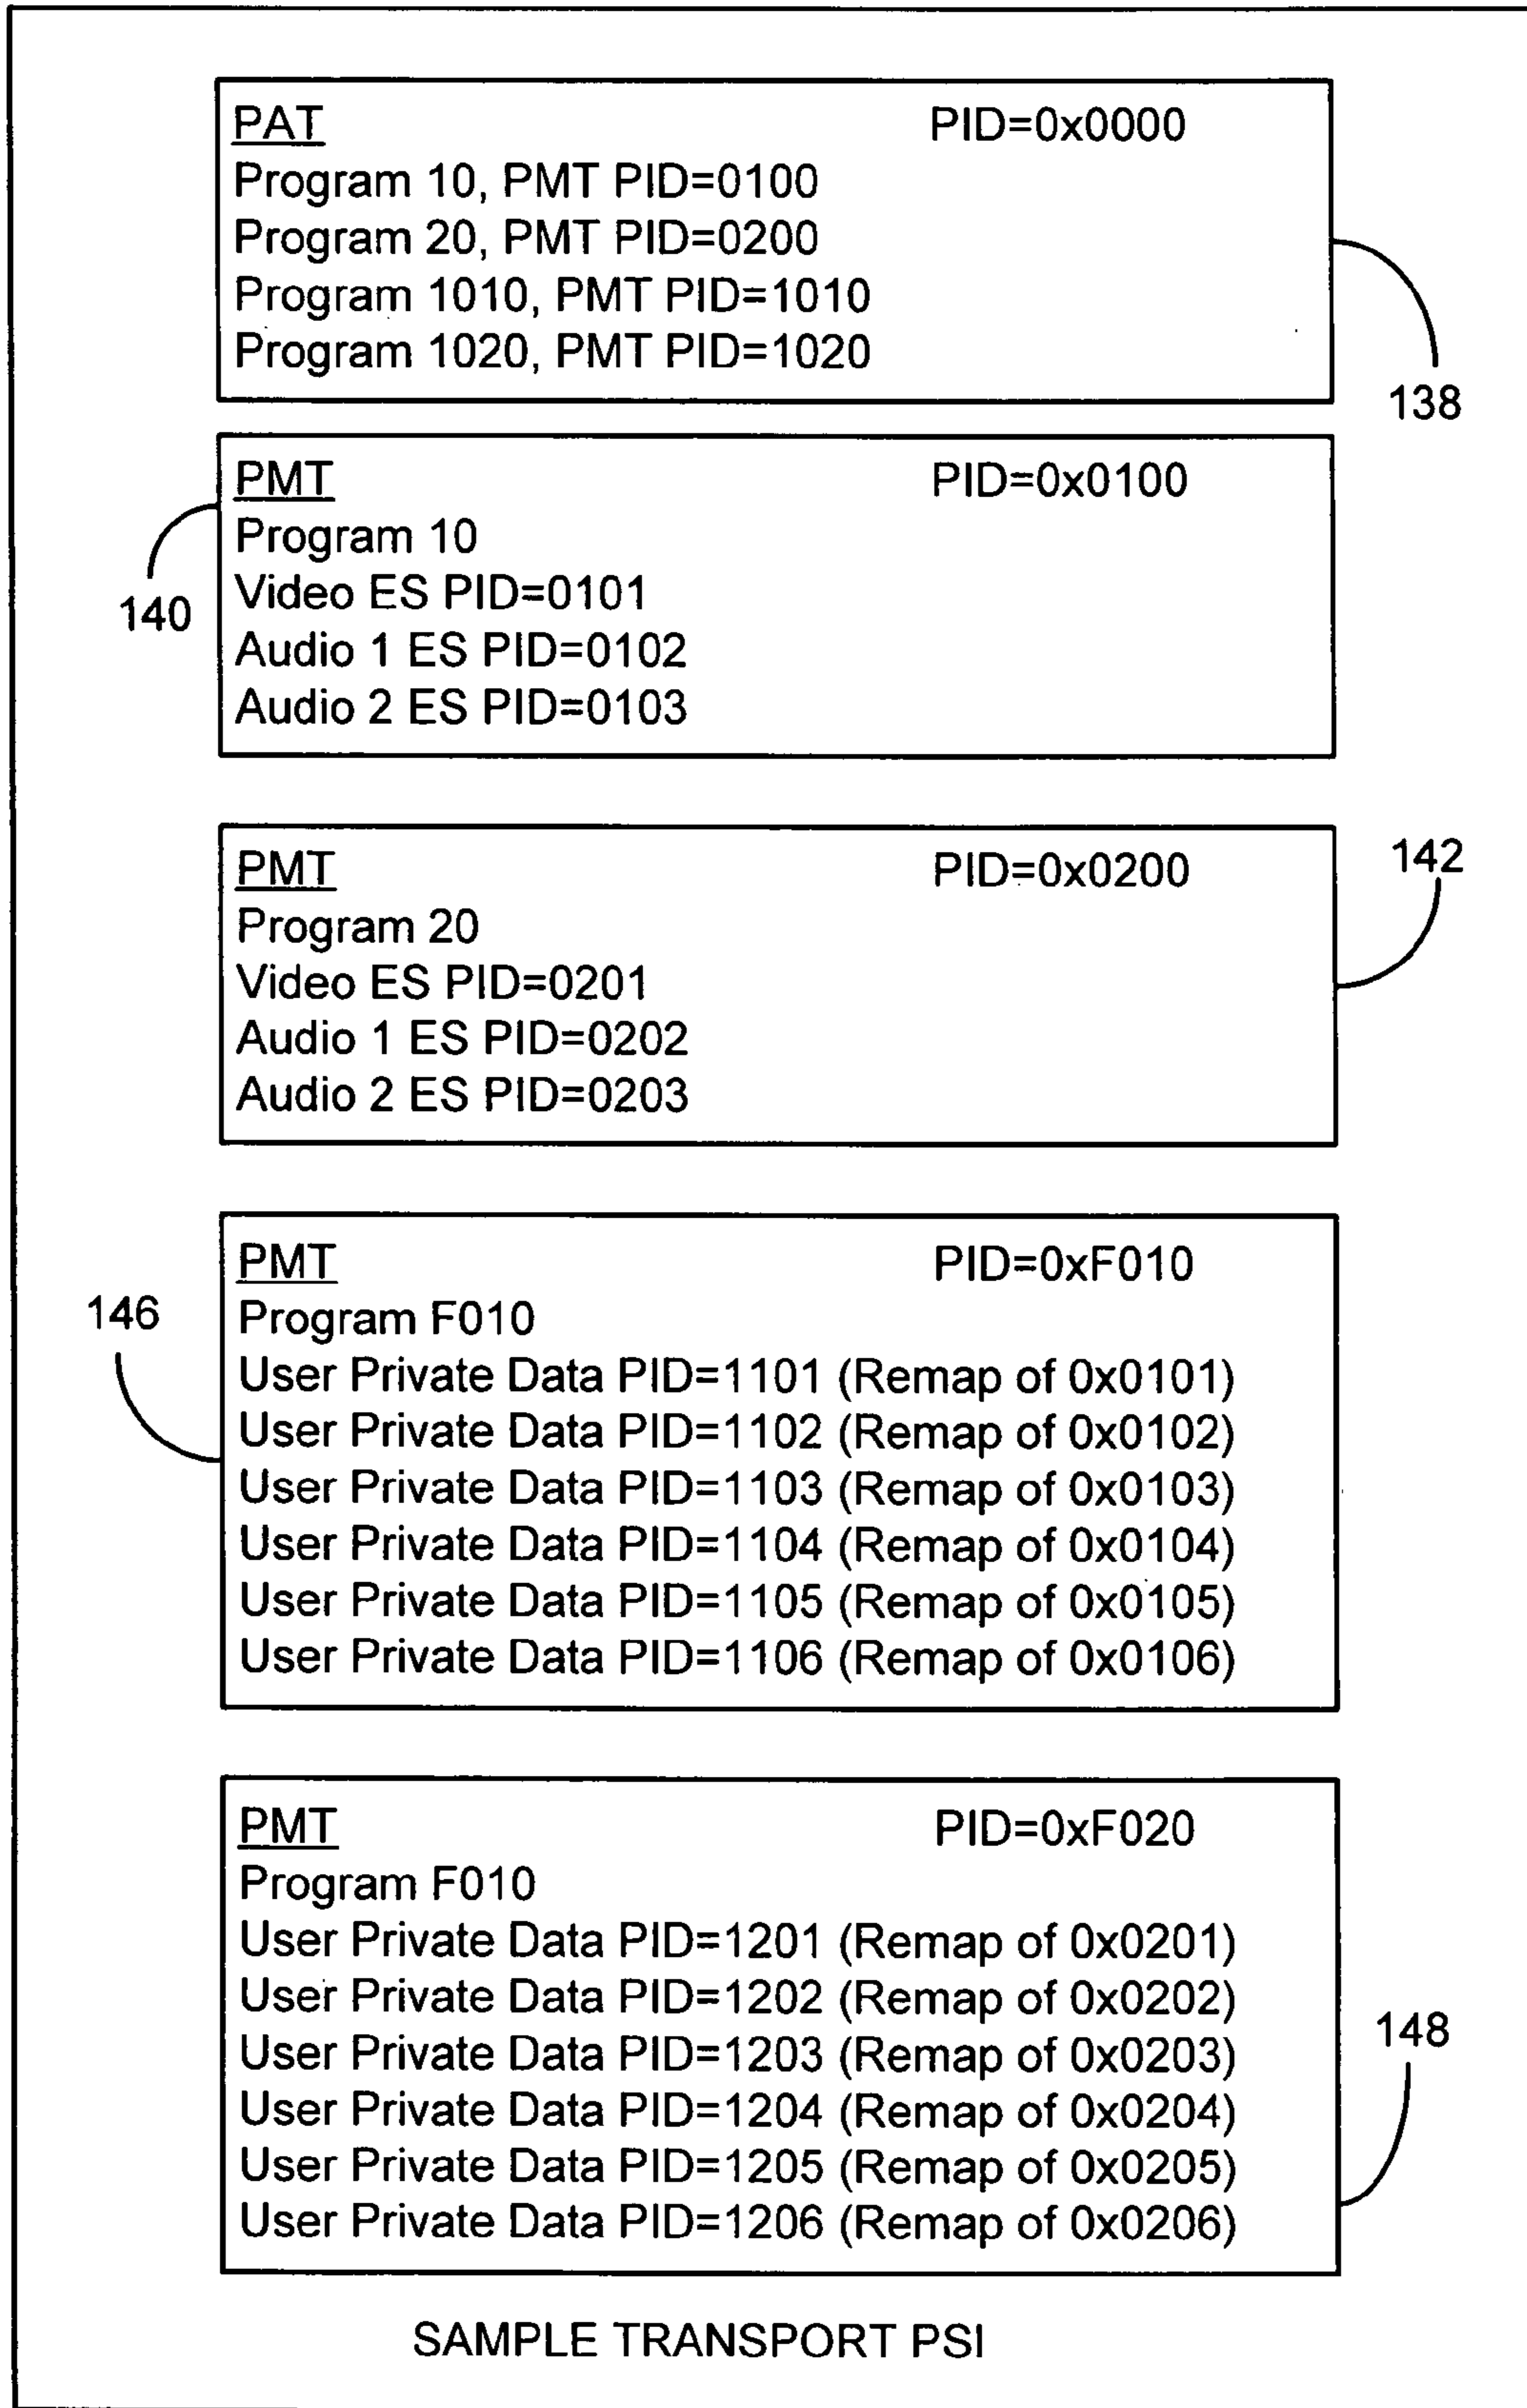 PAT PID=0x0000
Program 10, PMT PID=0100
Program 20, PMT PID=0200
Program 1010, PMT PID=1010
Program 1020, PMT PID=1020
138
PMT PID=0x0100
Program 10
Video ES PID=0101
Audio 1 ES PID=0102
Audio 2 ES PID=0103
140
PMT PID=0x0200
Program 20
Video ES PID=0201
Audio 1 ES PID=0202
Audio 2 ES PID=0203
142
PMT PID=0xF010
Program F010
User Private Data PID=1101 (Remap of 0x0101)
User Private Data PID=1102 (Remap of 0x0102)
User Private Data PID=1103 (Remap of 0x0103)
User Private Data PID=1104 (Remap of 0x0104)
User Private Data PID=1105 (Remap of 0x0105)
User Private Data PID=1106 (Remap of 0x0106)
146
PMT PID=0xF020
Program F010
User Private Data PID=1201 (Remap of 0x0201)
User Private Data PID=1202 (Remap of 0x0202)
User Private Data PID=1203 (Remap of 0x0203)
User Private Data PID=1204 (Remap of 0x0204)
User Private Data PID=1205 (Remap of 0x0205)
User Private Data PID=1206 (Remap of 0x0206)
148
SAMPLE TRANSPORT PSI